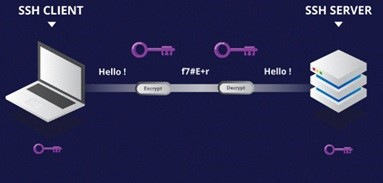 SSH CLIENT
SSH SERVER
Hello !
f7#E+r
Hello !
Encrypt
Decrypt